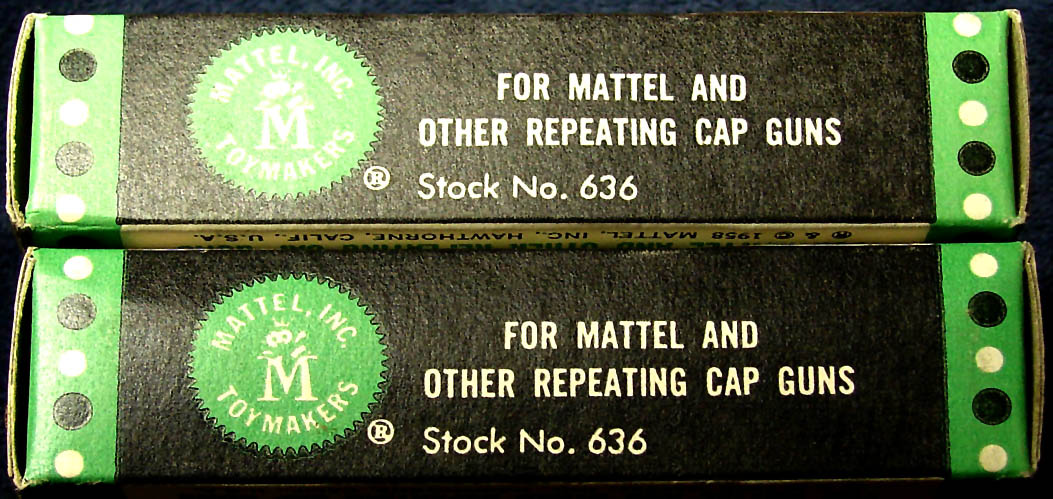 MATTEL, INC.
M
TOYMAKERS
®
FOR MATTEL AND
OTHER REPEATING CAP GUNS
Stock No. 636
® & © 1958 MATTEL, INC., HAWTHORNE, CALIF., U.S.A.
MATTEL, INC.
M
TOYMAKERS
®
FOR MATTEL AND
OTHER REPEATING CAP GUNS
Stock No. 636